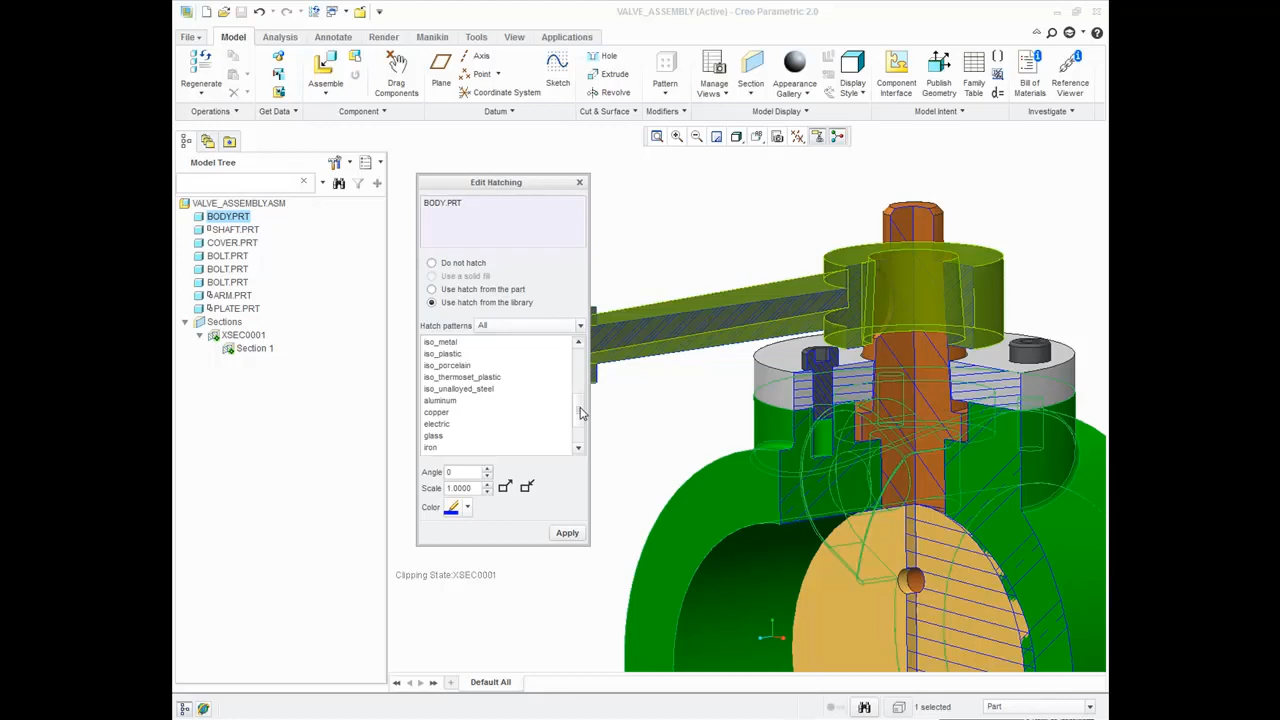 VALVE_ASSEMBLY (Active) - Creo Parametric 2.0
File Model Analysis Annotate Render Manikin Tools View Applications
Regenerate
Assemble
Drag Components
Plane
Axis
Point
Coordinate System
Sketch
Hole
Extrude
Revolve
Pattern
Manage Views
Section
Appearance Gallery
Display Style
Component Interface
Publish Geometry
Family Table
d=
Bill of Materials
Reference Viewer
Operations Get Data Component Datum Cut & Surface Modifiers Model Display Model Intent Investigate
Model Tree
VALVE_ASSEMBLY.ASM
BODY.PRT
SHAFT.PRT
COVER.PRT
BOLT.PRT
BOLT.PRT
BOLT.PRT
ARM.PRT
PLATE.PRT
Sections
XSEC0001
Section 1
Edit Hatching
BODY.PRT
Do not hatch
Use a solid fill
Use hatch from the part
Use hatch from the library
Hatch patterns All
iso_metal
iso_plastic
iso_porcelain
iso_thermoset_plastic
iso_unalloyed_steel
aluminum
copper
electric
glass
iron
Angle 0
Scale 1.0000
Color
Apply
Clipping State:XSEC0001
Default All
1 selected
Part